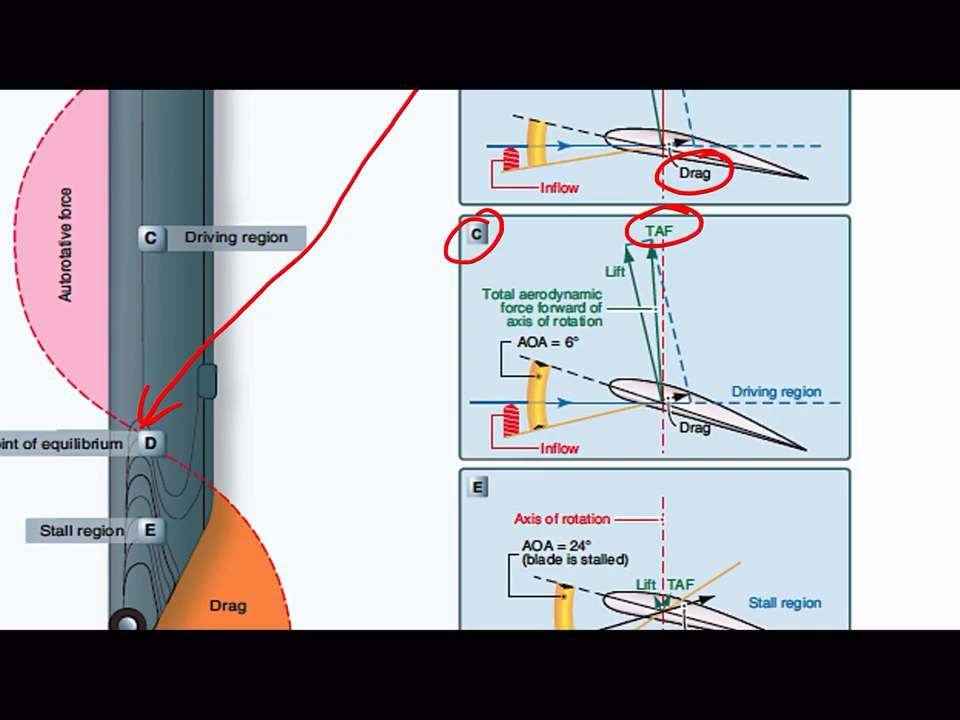 Autorotative force
C Driving region
int of equilibrium D
Stall region E
Drag
Drag
Inflow
C
TAF
Lift
Total aerodynamic
force forward of
axis of rotation
AOA = 6°
Driving region
Drag
Inflow
E
Axis of rotation
AOA = 24°
(blade is stalled)
Lift TAF
Stall region